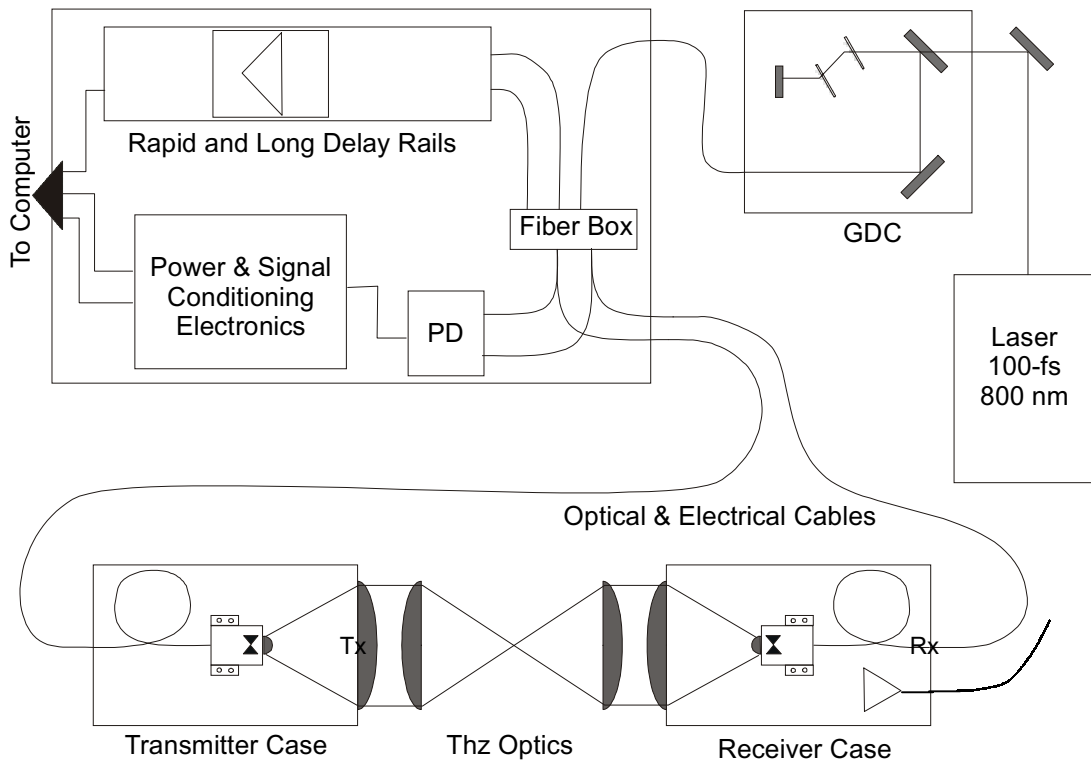 Rapid and Long Delay Rails
To Computer
Fiber Box
GDC
Power & Signal
Conditioning
Electronics
PD
Laser
100-fs
800 nm
Optical & Electrical Cables
Tx
Rx
Transmitter Case
Thz Optics
Receiver Case